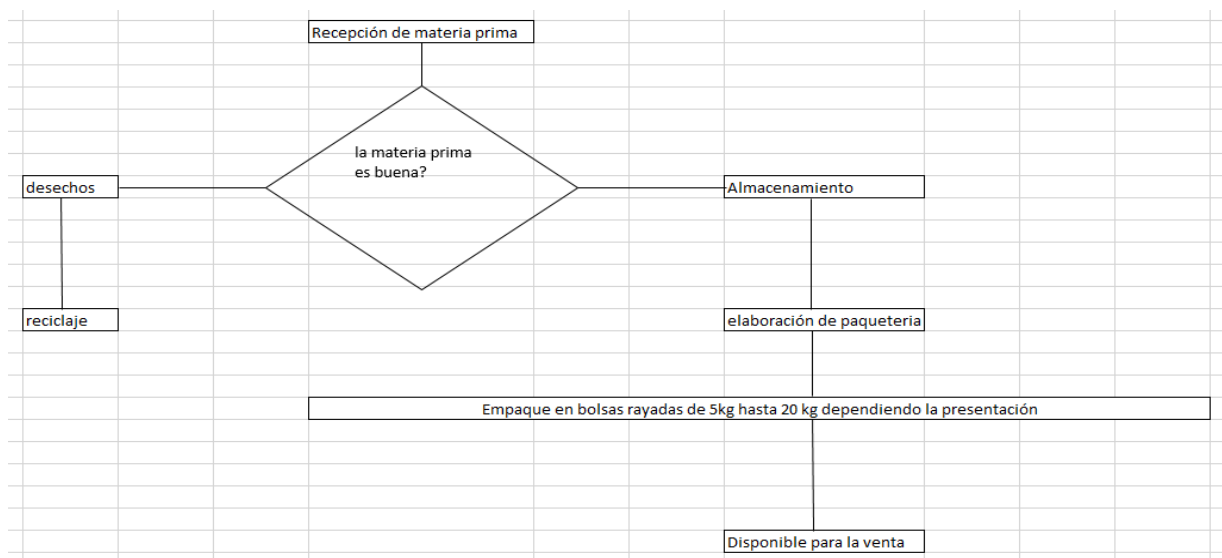 Recepción de materia prima
la materia prima
es buena?
desechos
Almacenamiento
reciclaje
elaboración de paqueteria
Empaque en bolsas rayadas de 5kg hasta 20 kg dependiendo la presentación
Disponible para la venta